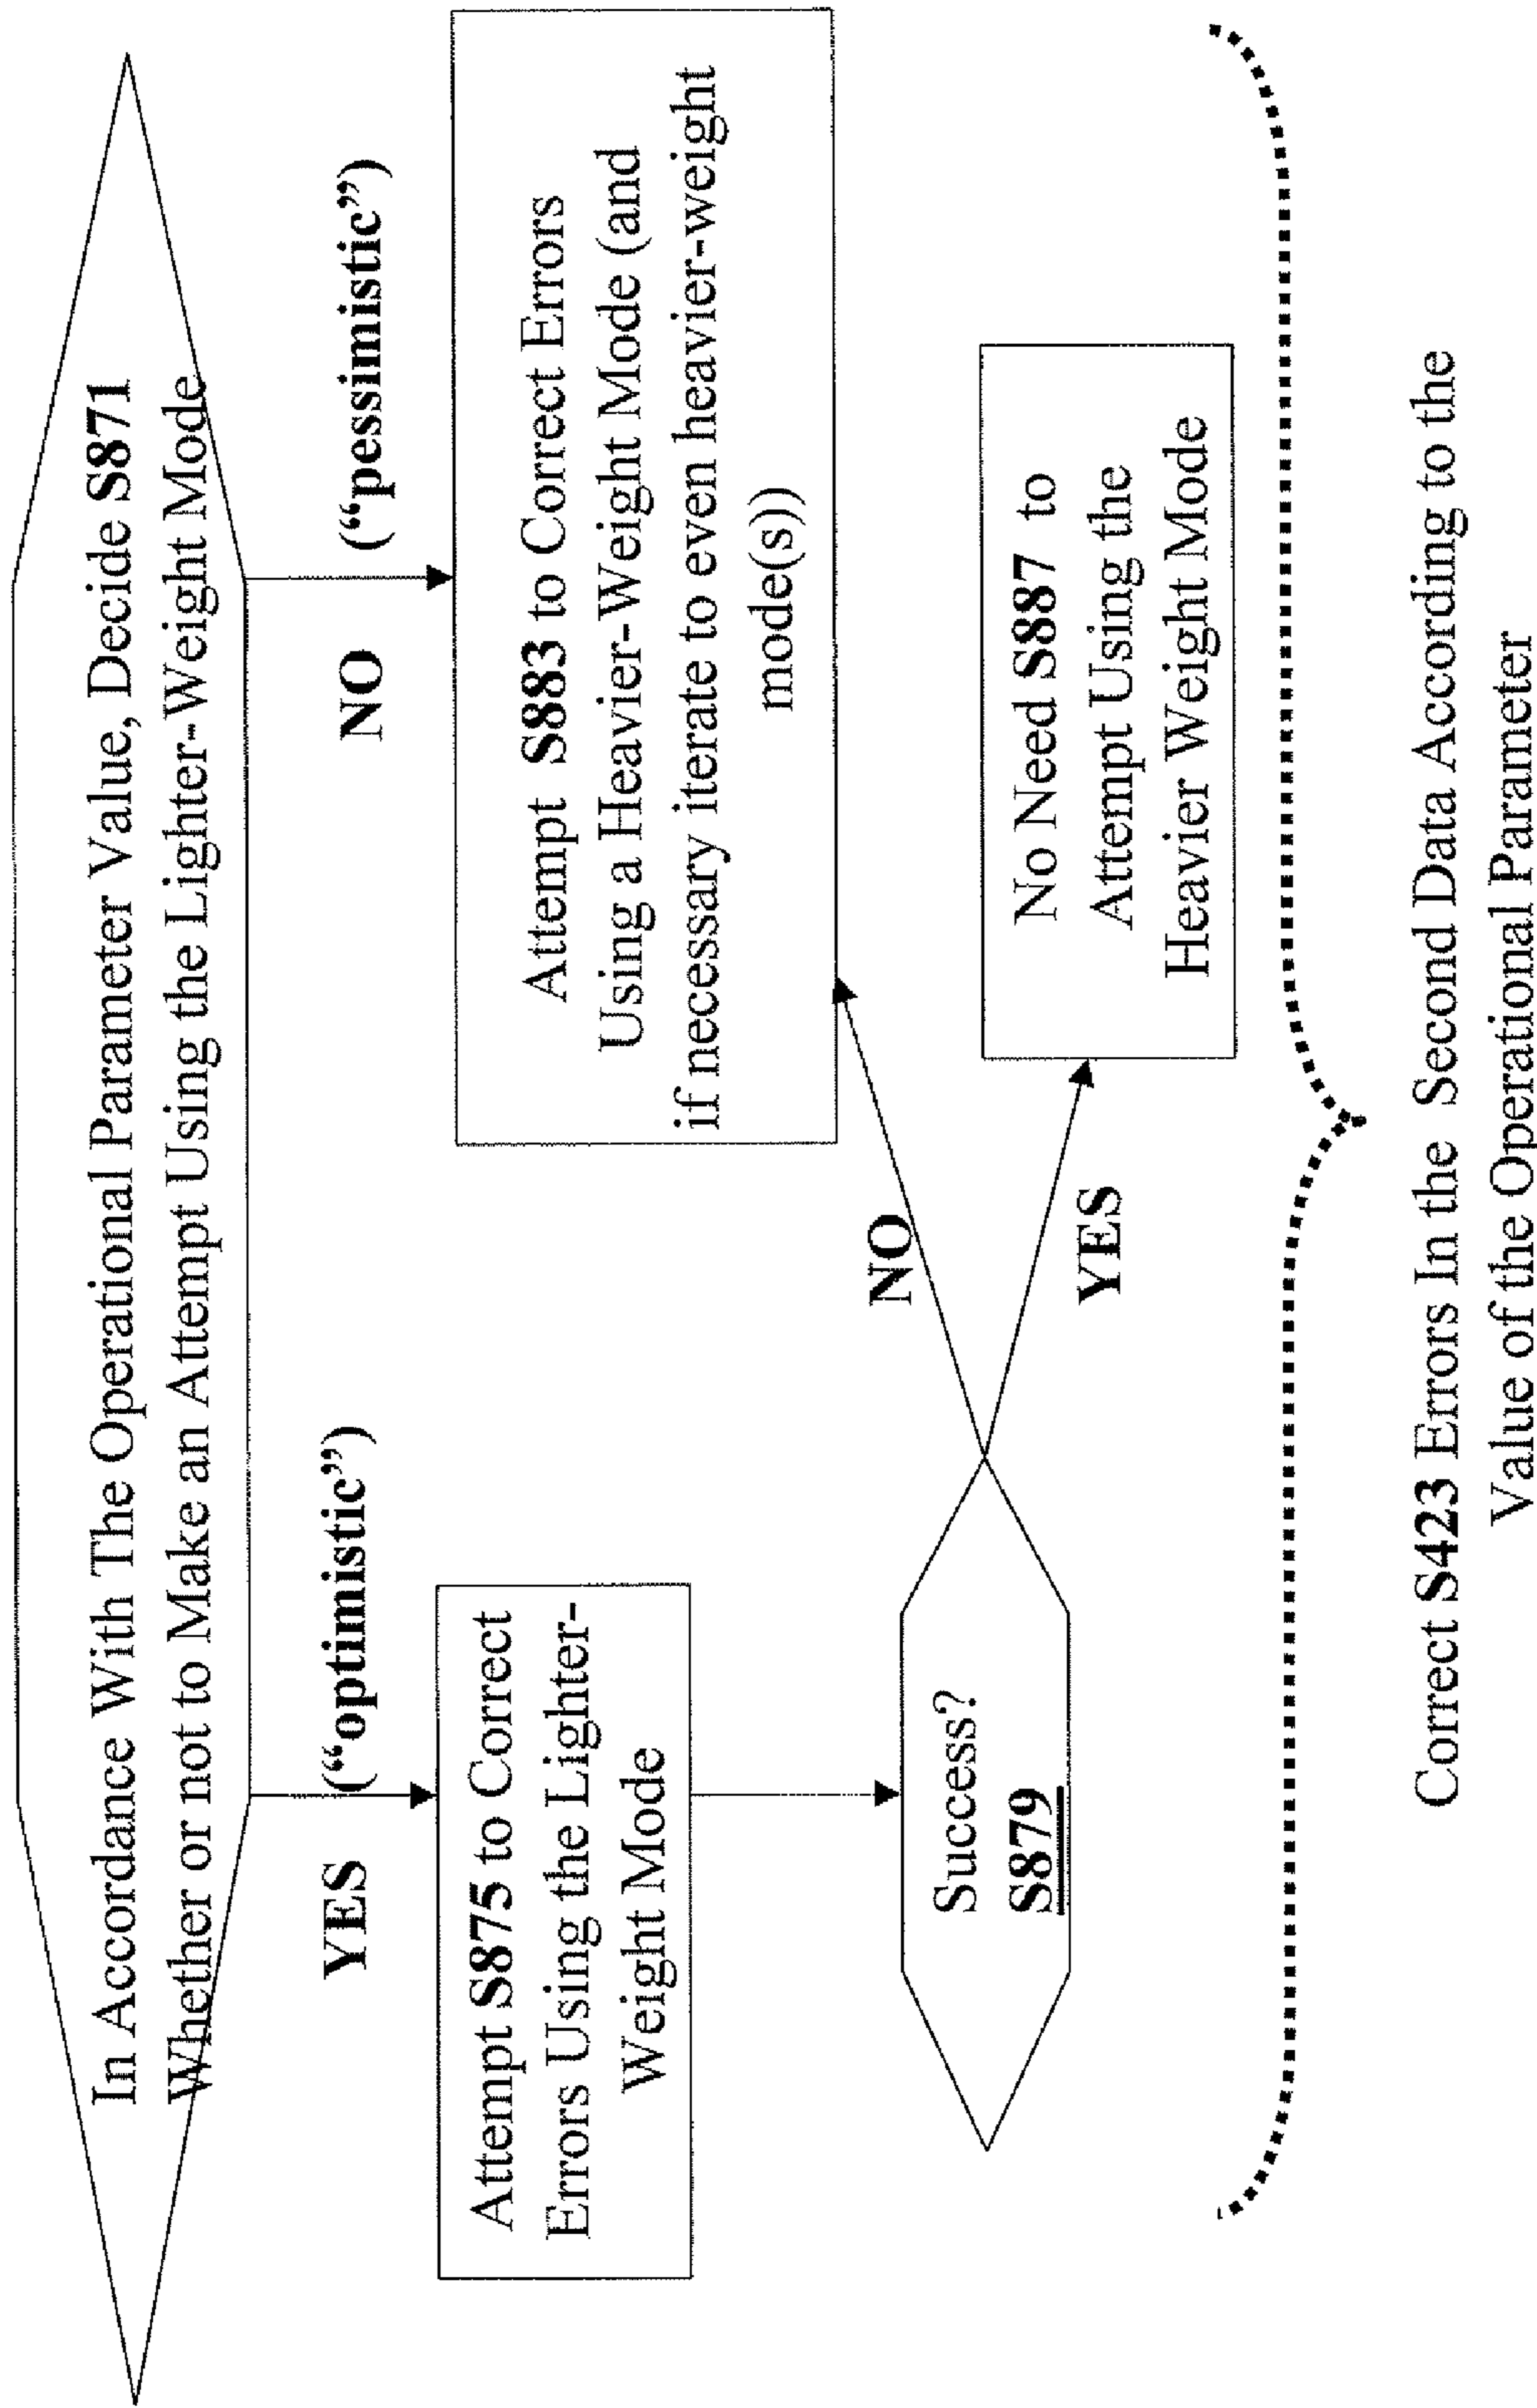 In Accordance With The Operational Parameter Value, Decide S871
Whether or not to Make an Attempt Using the Lighter-Weight Mode
YES ("optimistic")
NO ("pessimistic")
Attempt S875 to Correct
Errors Using the Lighter-
Weight Mode
Attempt S883 to Correct Errors
Using a Heavier-Weight Mode (and
if necessary iterate to even heavier-weight
mode(s))
Success?
S879
NO
YES
No Need S887 to
Attempt Using the
Heavier Weight Mode
Correct S423 Errors In the Second Data According to the
Value of the Operational Parameter